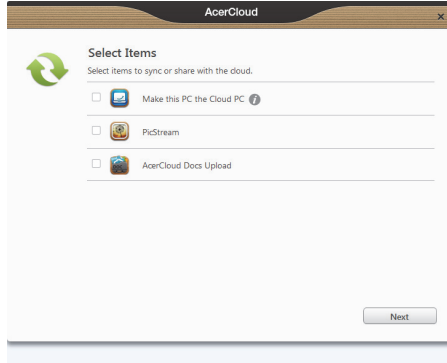 AcerCloud
x
Select Items
Select items to sync or share with the cloud.
Make this PC the Cloud PC i
PicStream
AcerCloud Docs Upload
Next